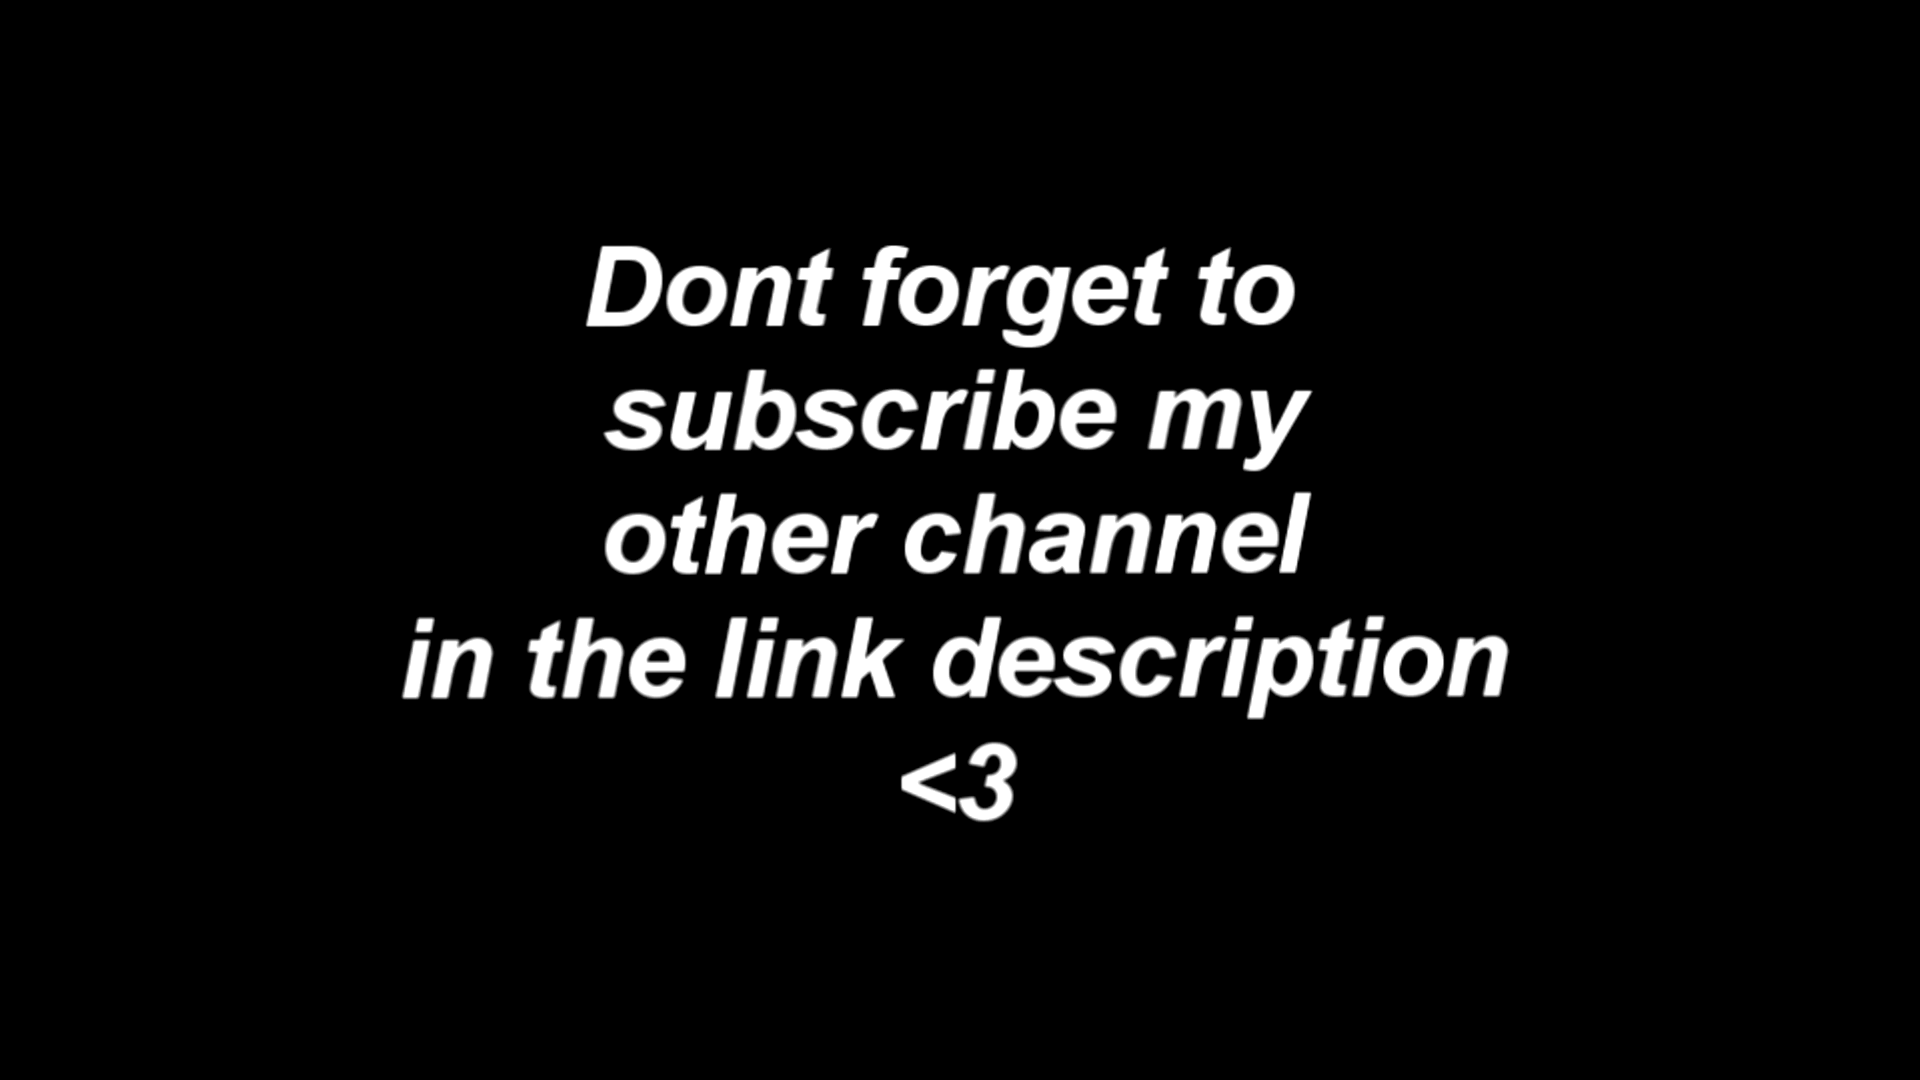 Dont forget to
subscribe my
other channel
in the link description
<3